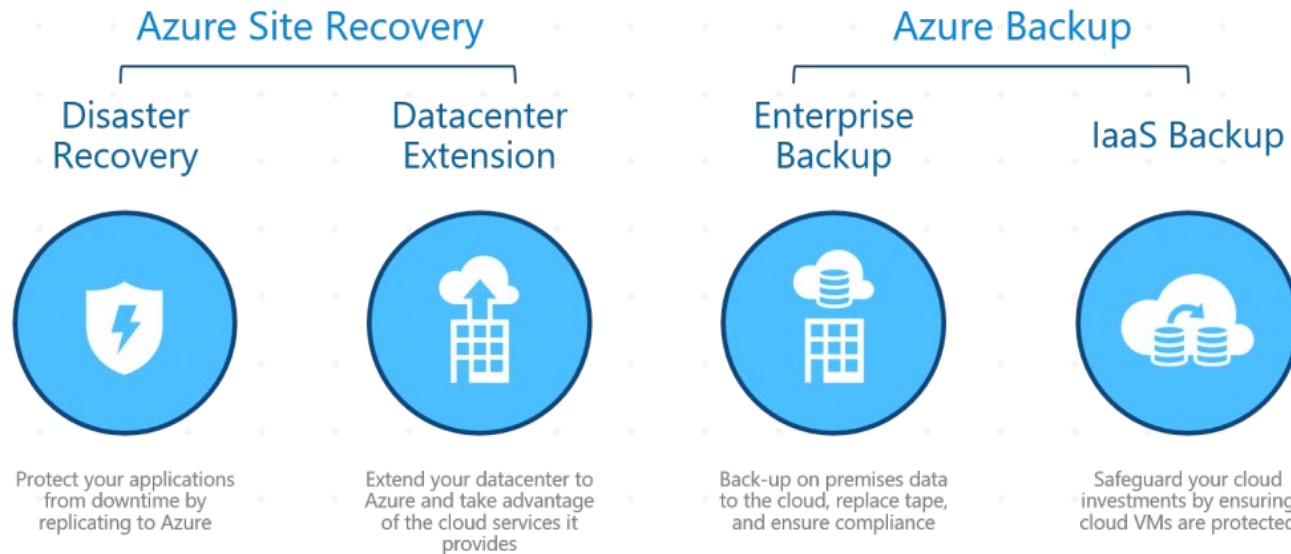 Azure Site Recovery
Azure Backup
Disaster
Recovery
Datacenter
Extension
Enterprise
Backup
IaaS Backup
Protect your applications
from downtime by
replicating to Azure
Extend your datacenter to
Azure and take advantage
of the cloud services it
provides
Back-up on premises data
to the cloud, replace tape,
and ensure compliance
Safeguard your cloud
investments by ensuring
cloud VMs are protected